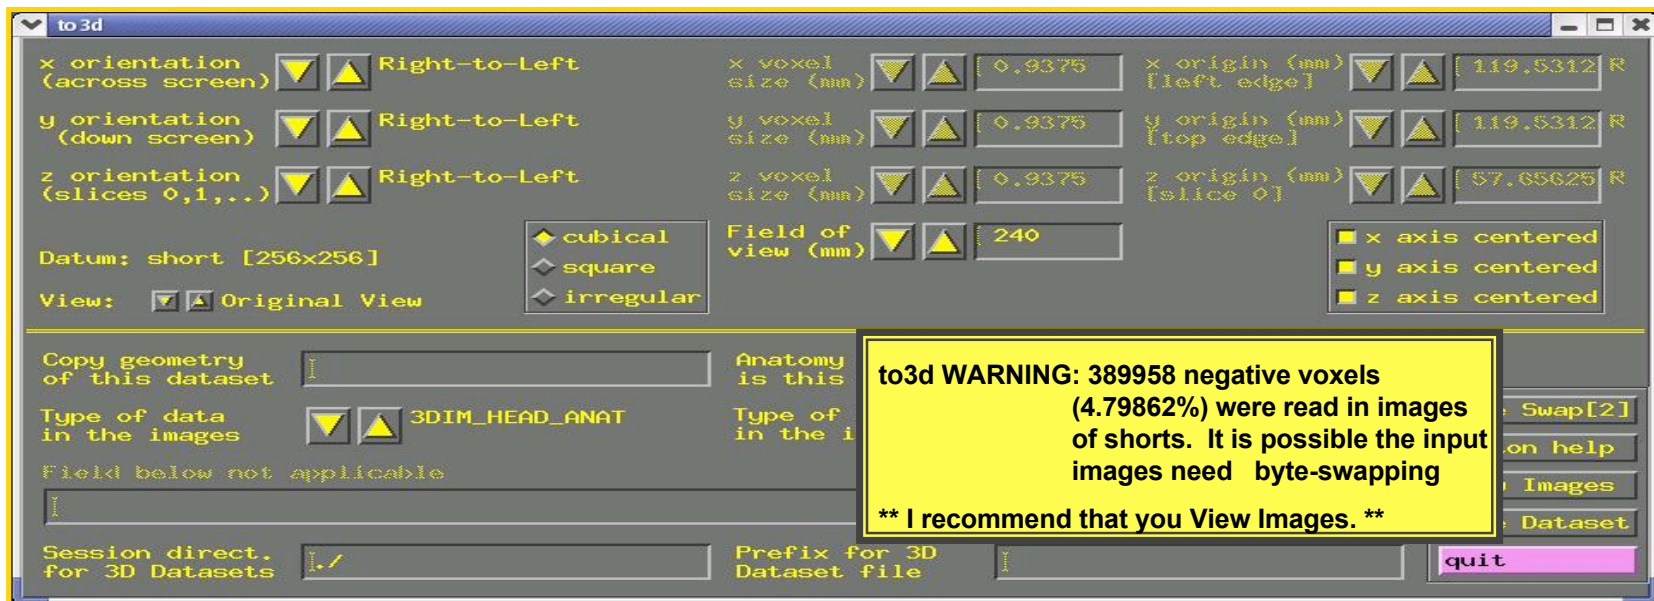 to 3d
x orientation
(across screen)
Right-to-Left
x voxel
size (mm)
0.9375
x origin (mm)
[left edge]
119.5312 R
y orientation
(down screen)
Right-to-Left
y voxel
size (mm)
0.9375
y origin (mm)
[top edge]
119.5312 R
z orientation
(slices 0,1,..)
Right-to-Left
z voxel
size (mm)
0.9375
z origin (mm)
[slice 0]
57.65625 R
Datum: short [256x256]
View: Original View
cubical
square
irregular
Field of
view (mm)
240
x axis centered
y axis centered
z axis centered
Copy geometry
of this dataset
Anatomy
is this
Type of data
in the images
3DIM_HEAD_ANAT
Type of
in the i
Field below not applicable
to3d WARNING: 389958 negative voxels
(4.79862%) were read in images
of shorts. It is possible the input
images need byte-swapping
** I recommend that you View Images. **
Swap[2]
on help
Images
Dataset
Session direct.
for 3D Datasets
./
Prefix for 3D
Dataset file
quit